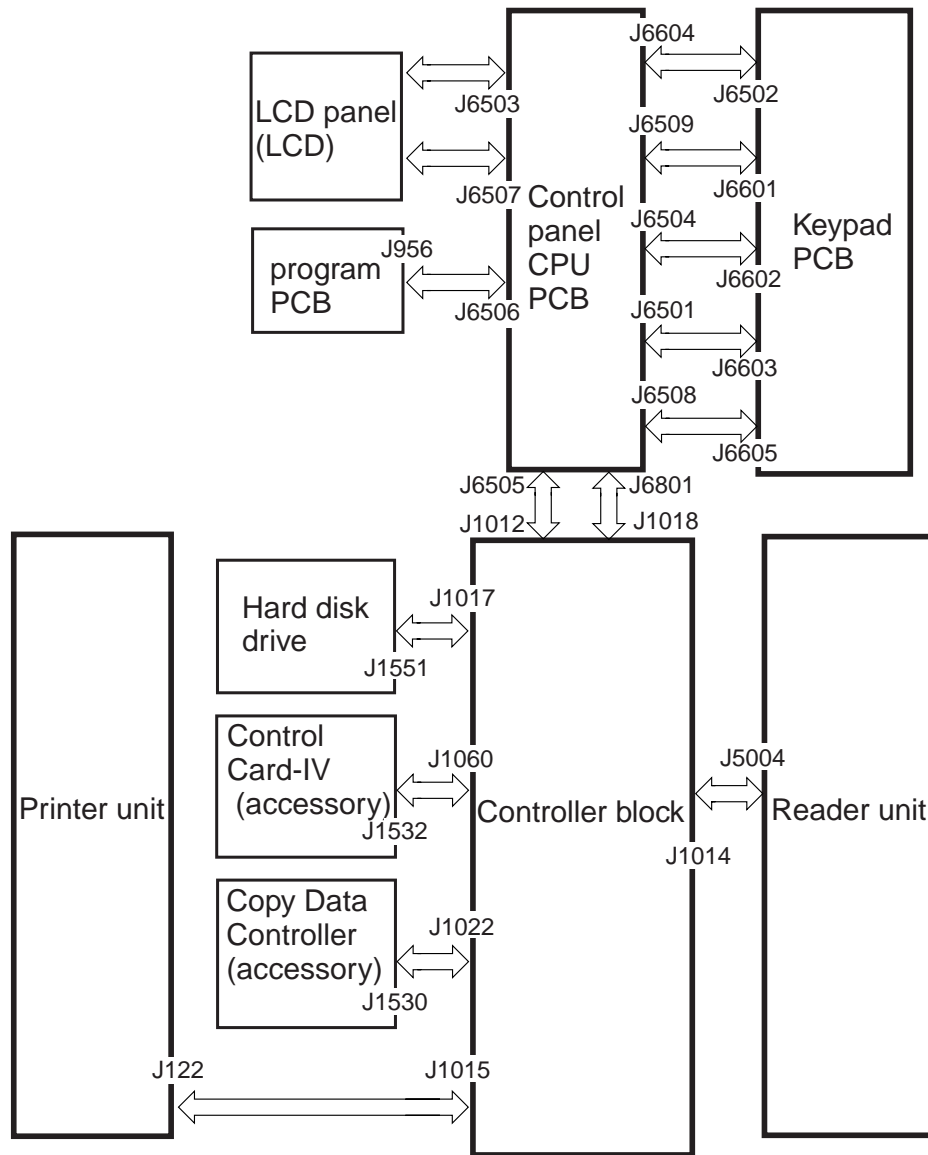 J6604
J6503
J6502
LCD panel
(LCD)
J6509
J6507
J6601
Control
panel
CPU
PCB
J6504
Keypad
PCB
J956
program
PCB
J6506
J6602
J6501
J6603
J6508
J6605
J6505
J6801
J1012
J1018
Hard disk
drive
J1017
J1551
Control
Card-IV
(accessory)
J1060
J1532
J5004
Printer unit
Controller block
Reader unit
J1014
Copy Data
Controller
(accessory)
J1022
J1530
J122
J1015